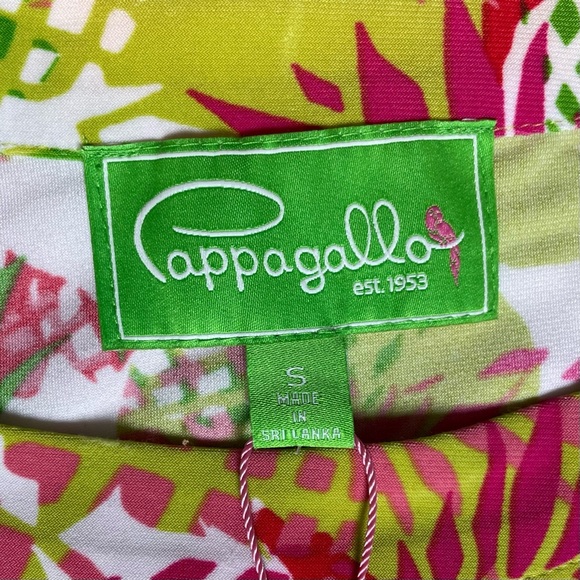 Pappagallo
est. 1953
S
MADE
IN
SRI LANKA